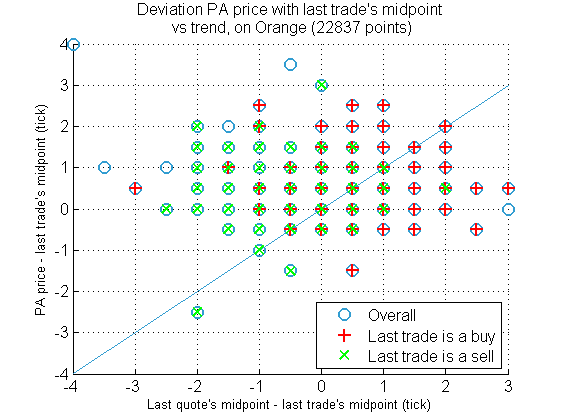 Deviation PA price with last trade's midpoint
vs trend, on Orange (22837 points)
PA price - last trade's midpoint (tick)
4
3
2
1
0
-1
-2
-3
-4
Overall
Last trade is a buy
Last trade is a sell
-4
-3
-2
-1
0
1
2
3
Last quote's midpoint - last trade's midpoint (tick)